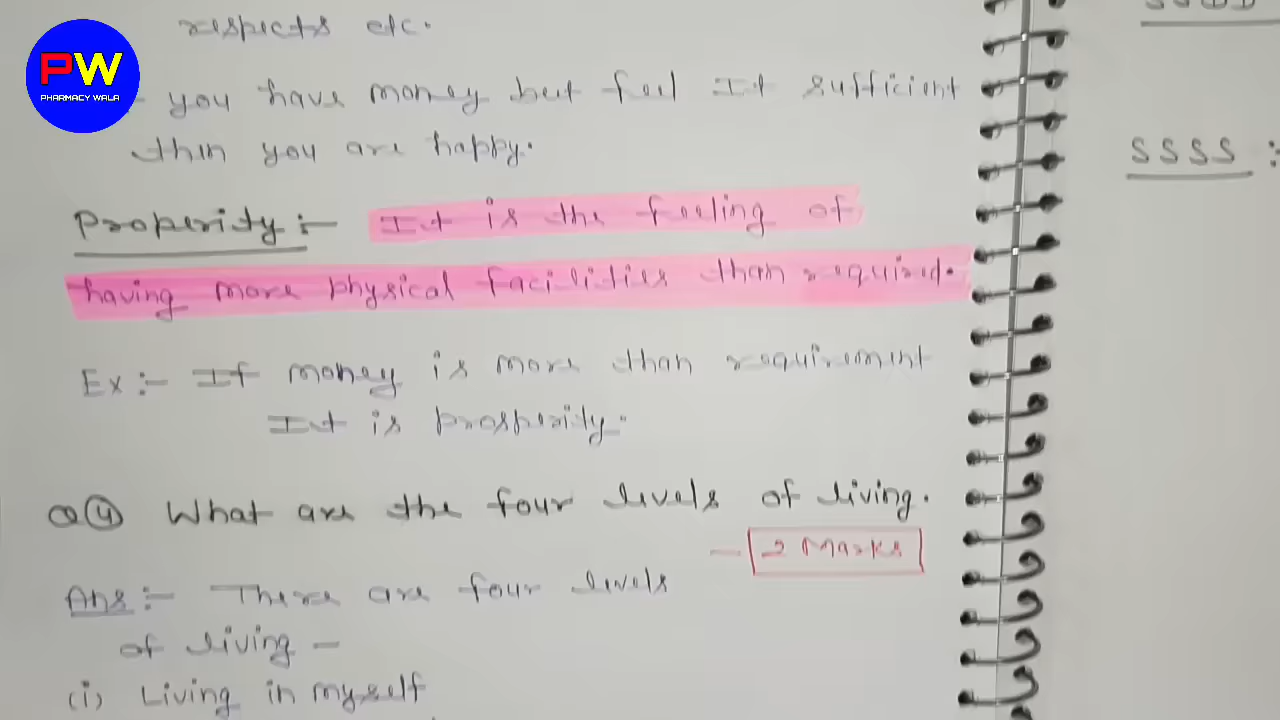 respects etc.
PW
PHARMACY WALA
you have money but feel It sufficient
then you are happy.
Properity :-  It is the feeling of
having more physical facilities than required.
Ex :- If money is more than requirement
It is prosperity.
Q④ What are the four levels of living.
- 2 Marks
Ans :- There are four levels
of living -
(i) Living in myself
SSSS :